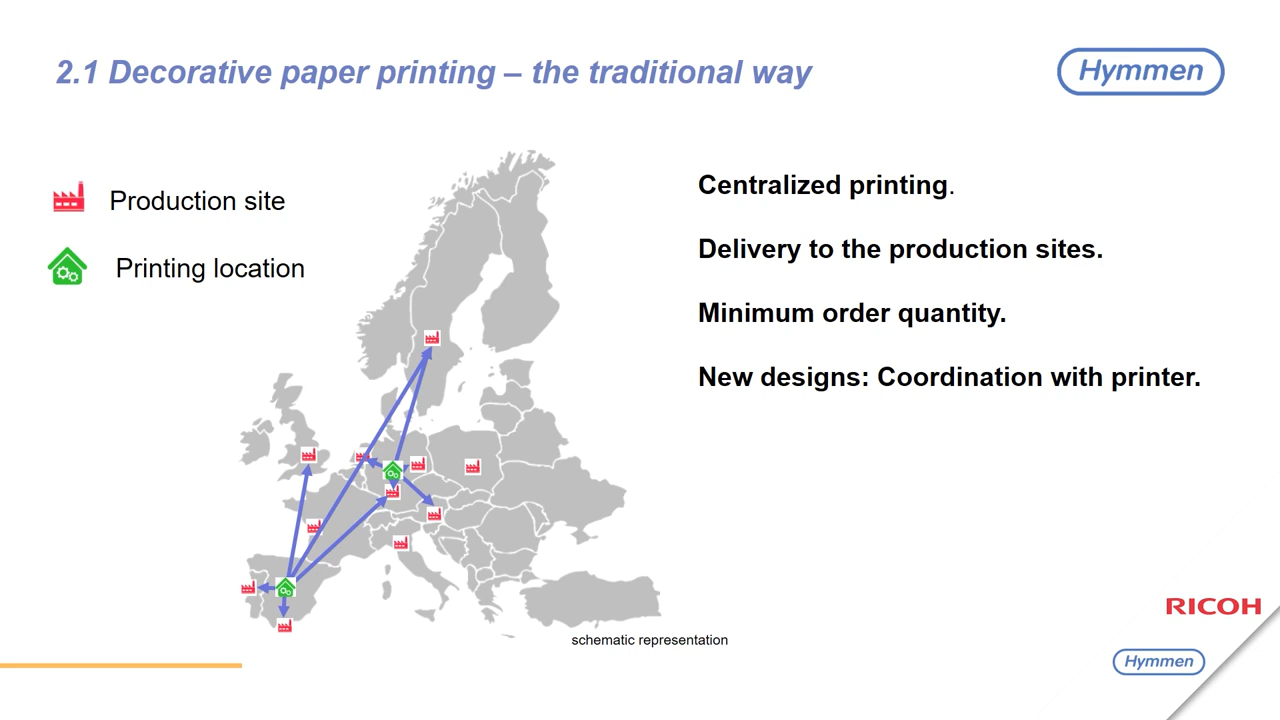 2.1 Decorative paper printing – the traditional way
Hymmen
Production site
Printing location
Centralized printing.
Delivery to the production sites.
Minimum order quantity.
New designs: Coordination with printer.
schematic representation
RICOH
Hymmen